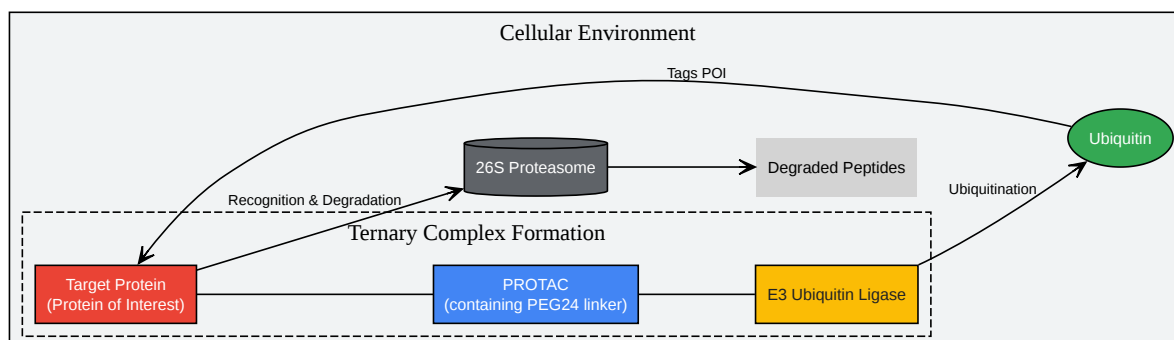 Cellular Environment
Tags POI
Ubiquitin
26S Proteasome
Degraded Peptides
Ubiquitination
Recognition & Degradation
Ternary Complex Formation
Target Protein
(Protein of Interest)
PROTAC
(containing PEG24 linker)
E3 Ubiquitin Ligase